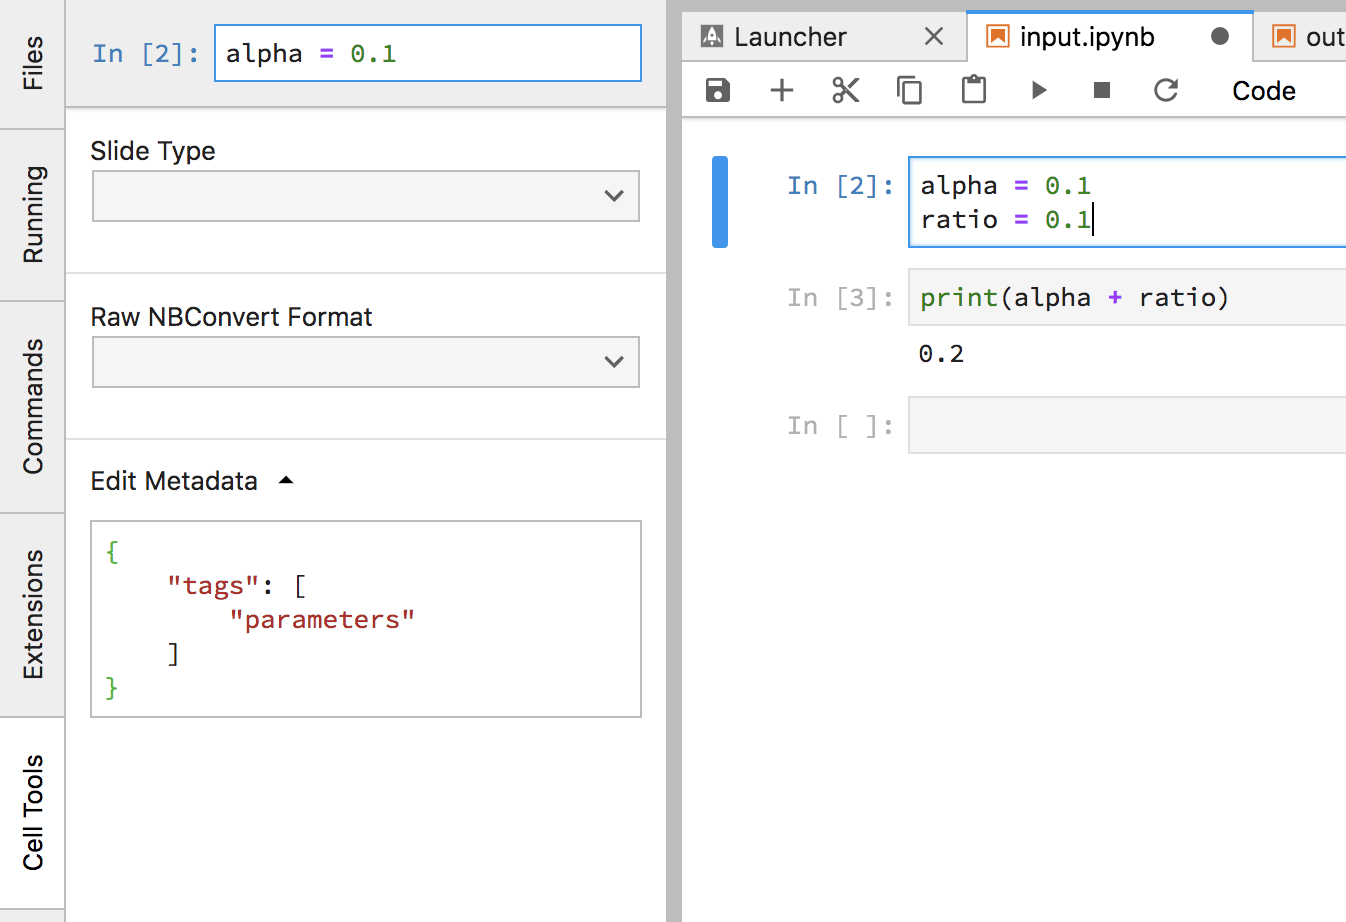 Files
Running
Commands
Extensions
Cell Tools
In [2]: alpha = 0.1
Slide Type
Raw NBConvert Format
Edit Metadata
{
    "tags": [
        "parameters"
    ]
}
Launcher
input.ipynb
out
Code
In [2]: alpha = 0.1
ratio = 0.1
In [3]: print(alpha + ratio)
0.2
In [ ]: